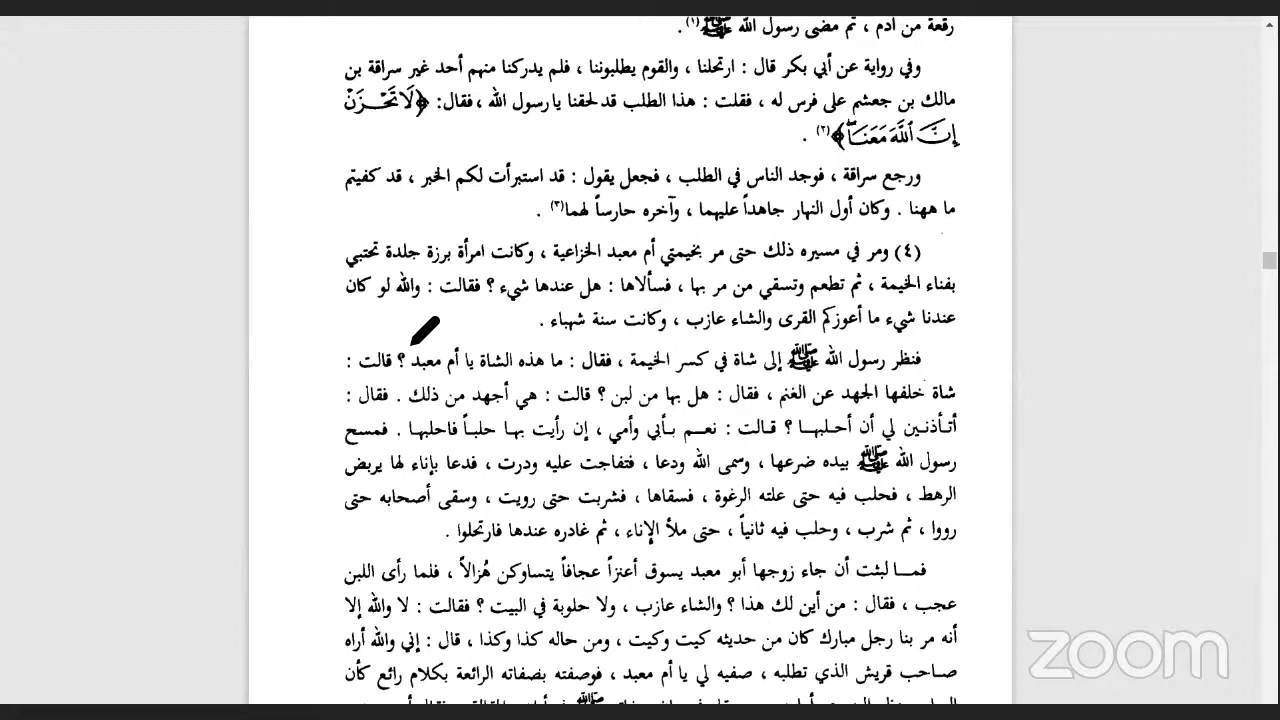 رقعة من أدم ، ثم مضى رسول الله ﷺ (١) .
وفي رواية عن أبي بكر قال : ارتحلنا ، والقوم يطلبوننا ، فلم يدركنا منهم أحد غير سراقة بن
مالك بن جعشم على فرس له ، فقلت : هذا الطلب قد لحقنا يا رسول الله ، فقال : ﴿لَا تَحْـزَنْ
إِنَّ ٱللَّهَ مَعَنَا﴾(٢) .
ورجع سراقة ، فوجد الناس في الطلب ، فجعل يقول : قد استبرأت لكم الخبر ، قد كفيتم
ما ههنا . وكان أول النهار جاهداً عليهما ، وآخره حارساً لهما(٣) .
(٤) ومر في مسيره ذلك حتى مر بخيمتي أم معبد الخزاعية ، وكانت امرأة برزة جلدة تحتبي
بفناء الخيمة ، ثم تطعم وتسقي من مر بها ، فسألاها : هل عندها شيء ؟ فقالت : والله لو كان
عندنا شيء ما أعوزكم القرى والشاء عازب ، وكانت سنة شهباء .
فنظر رسول الله ﷺ إلى شاة في كسر الخيمة ، فقال : ما هذه الشاة يا أم معبد ؟ قالت :
شاة خلفها الجهد عن الغنم ، فقال : هل بها من لبن ؟ قالت : هي أجهد من ذلك . فقال :
أتـأذنـين لي أن أحـلبهـا ؟ قـالت : نعـم بـأبي وأمي ، إن رأيت بهـا حلبـاً فاحلبهـا . فمسح
رسول الله ﷺ بيده ضرعها ، وسمى الله ودعا ، فتفاجت عليه ودرت ، فدعا بإناء لها يربض
الرهط ، فحلب فيه حتى علته الرغوة ، فسقاها ، فشربت حتى رويت ، وسقى أصحابه حتى
رووا ، ثم شرب ، وحلب فيه ثانياً ، حتى ملأ الإناء ، ثم غادره عندها فارتحلوا .
فمـا لبثت أن جاء زوجها أبو معبد يسوق أعنزاً عجافاً يتساوكن هُزالاً ، فلما رأى اللبن
عجب ، فقال : من أين لك هذا ؟ والشاء عازب ، ولا حلوبة في البيت ؟ فقالت : لا والله إلا
أنه مر بنا رجل مبارك كان من حديثه كيت وكيت ، ومن حاله كذا وكذا ، قال : إني والله أراه
صاحب قريش الذي تطلبه ، صفيه لي يا أم معبد ، فوصفته بصفاته الرائعة بكلام رائع كأن
zoom